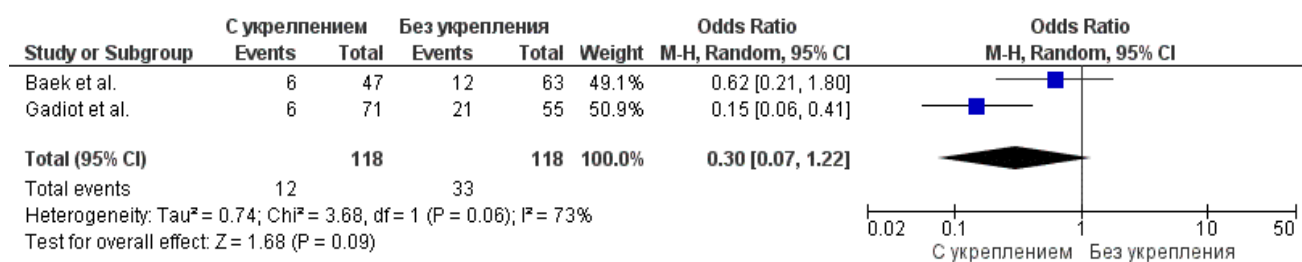 С укрелпением Без укрепления Odds Ratio Odds Ratio
Study or Subgroup Events Total Events Total Weight M-H, Random, 95% CI M-H, Random, 95% CI
Baek et al. 6 47 12 63 49.1% 0.62 [0.21, 1.80]
Gadiot et al. 6 71 21 55 50.9% 0.15 [0.06, 0.41]
Total (95% CI) 118 118 100.0% 0.30 [0.07, 1.22]
Total events 12 33
Heterogeneity: Tau² = 0.74; Chi² = 3.68, df = 1 (P = 0.06); I² = 73%
Test for overall effect: Z = 1.68 (P = 0.09)
0.02 0.1 1 10 50
С укреплением Без укрепления